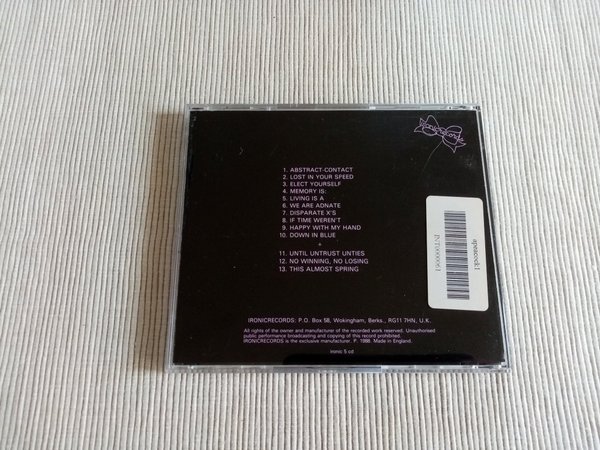 ironicrecords
1. ABSTRACT-CONTACT
2. LOST IN YOUR SPEED
3. ELECT YOURSELF
4. MEMORY IS:
5. LIVING IS A
6. WE ARE ADNATE
7. DISPARATE X'S
8. IF TIME WEREN'T
9. HAPPY WITH MY HAND
10. DOWN IN BLUE
+
11. UNTIL UNTRUST UNTIES
12. NO WINNING, NO LOSING
13. THIS ALMOST SPRING
IRONICRECORDS: P.O. Box 58, Wokingham, Berks., RG11 7HN, U.K.
All rights of the owner and manufacturer of the recorded work reserved. Unauthorised
public performance broadcasting and copying of this record prohibited.
IRONICRECORDS is the exclusive manufacturer. P. 1988. Made in England.
ironic 5 cd